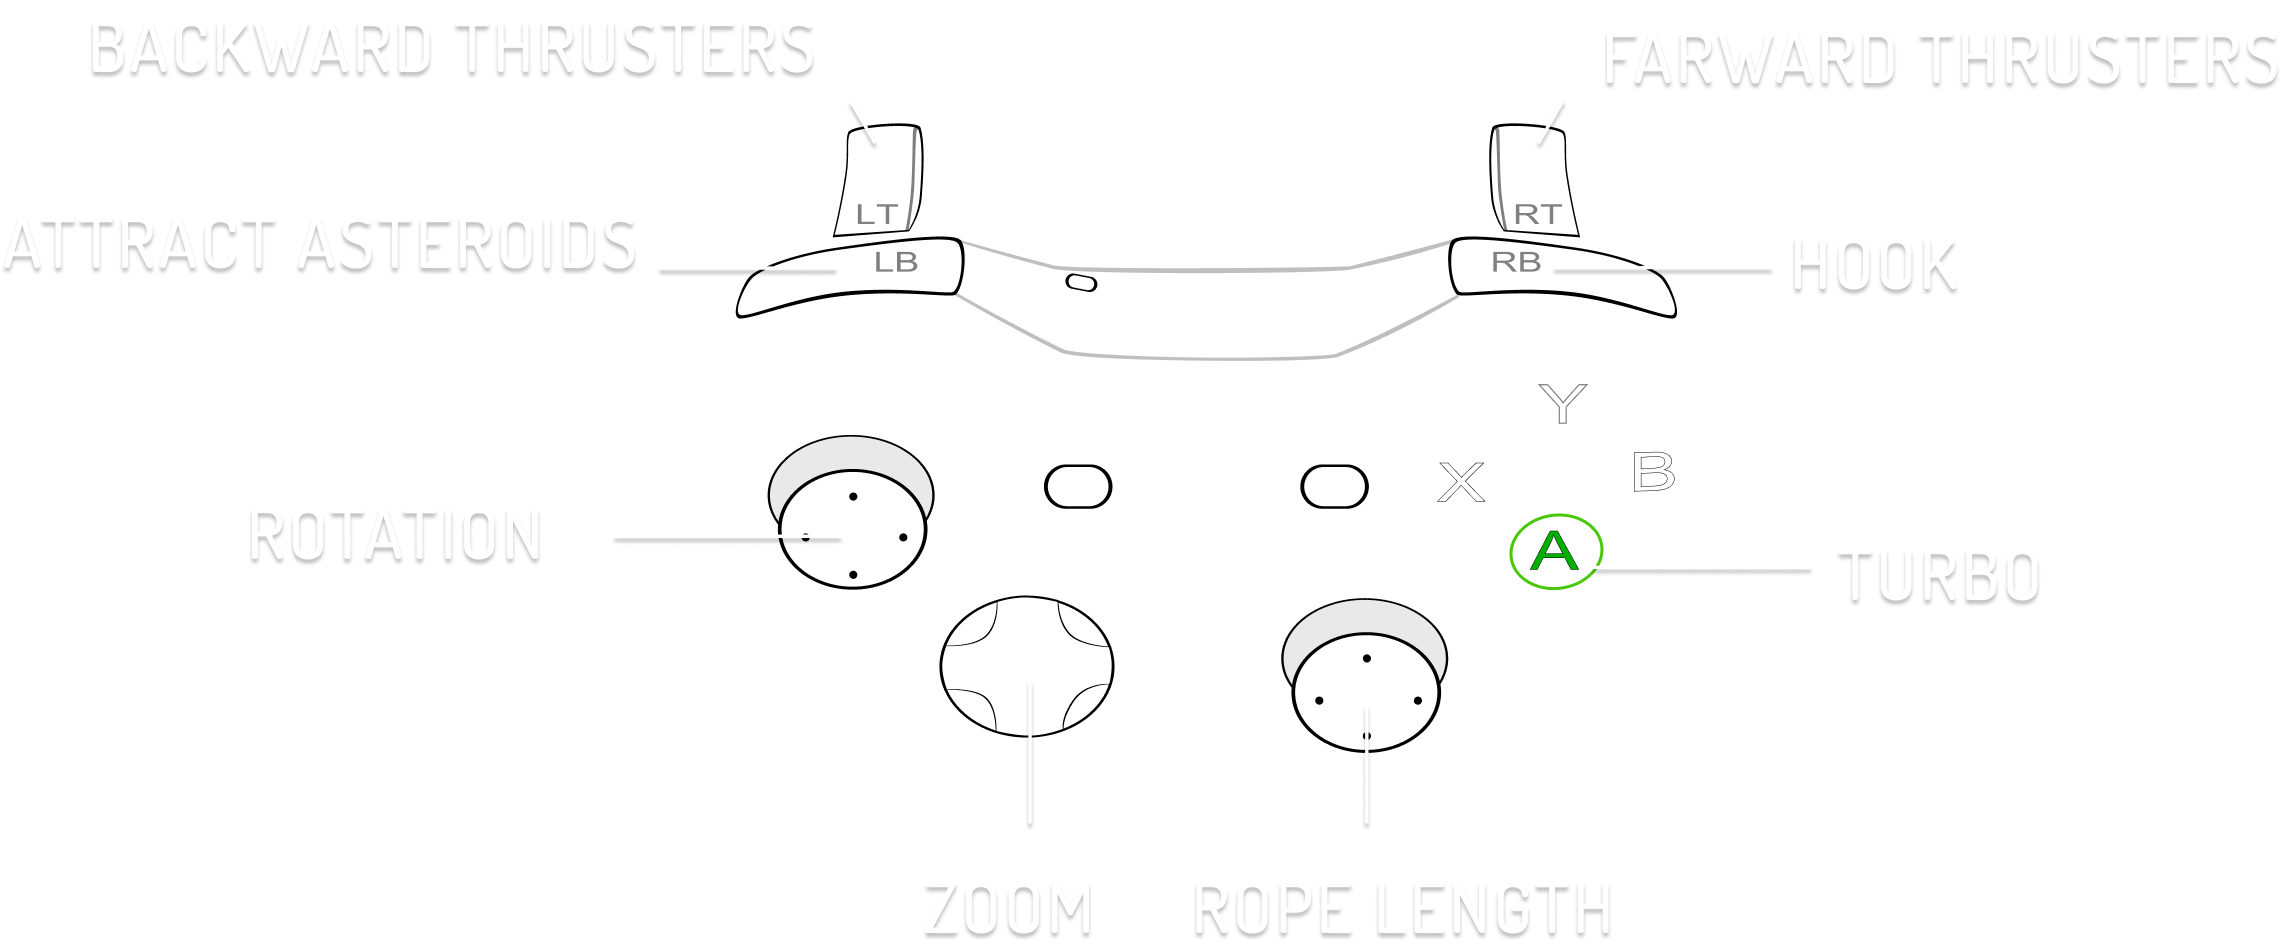 BACKWARD THRUSTERS
FARWARD THRUSTERS
LT
RT
ATTRACT ASTEROIDS
LB
RB
HOOK
Y
X
B
ROTATION
A
TURBO
ZOOM
ROPE LENGTH